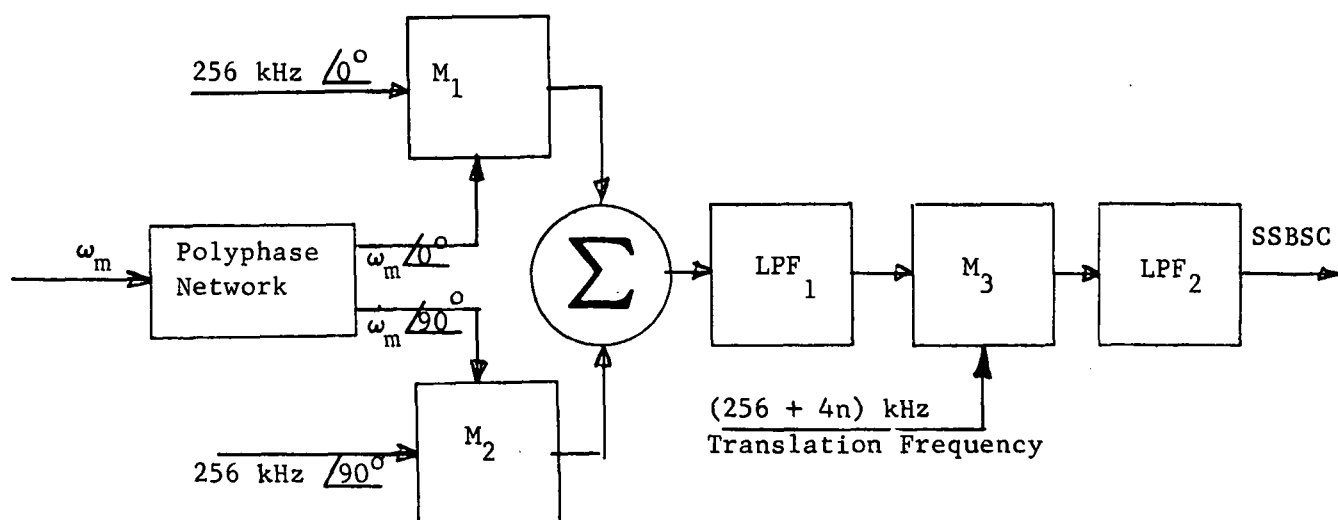 256 kHz ∠0°
M1
ωm
Polyphase
Network
ωm ∠0°
ωm ∠90°
Σ
LPF1
M3
LPF2
SSBSC
256 kHz ∠90°
M2
(256 + 4n) kHz
Translation Frequency